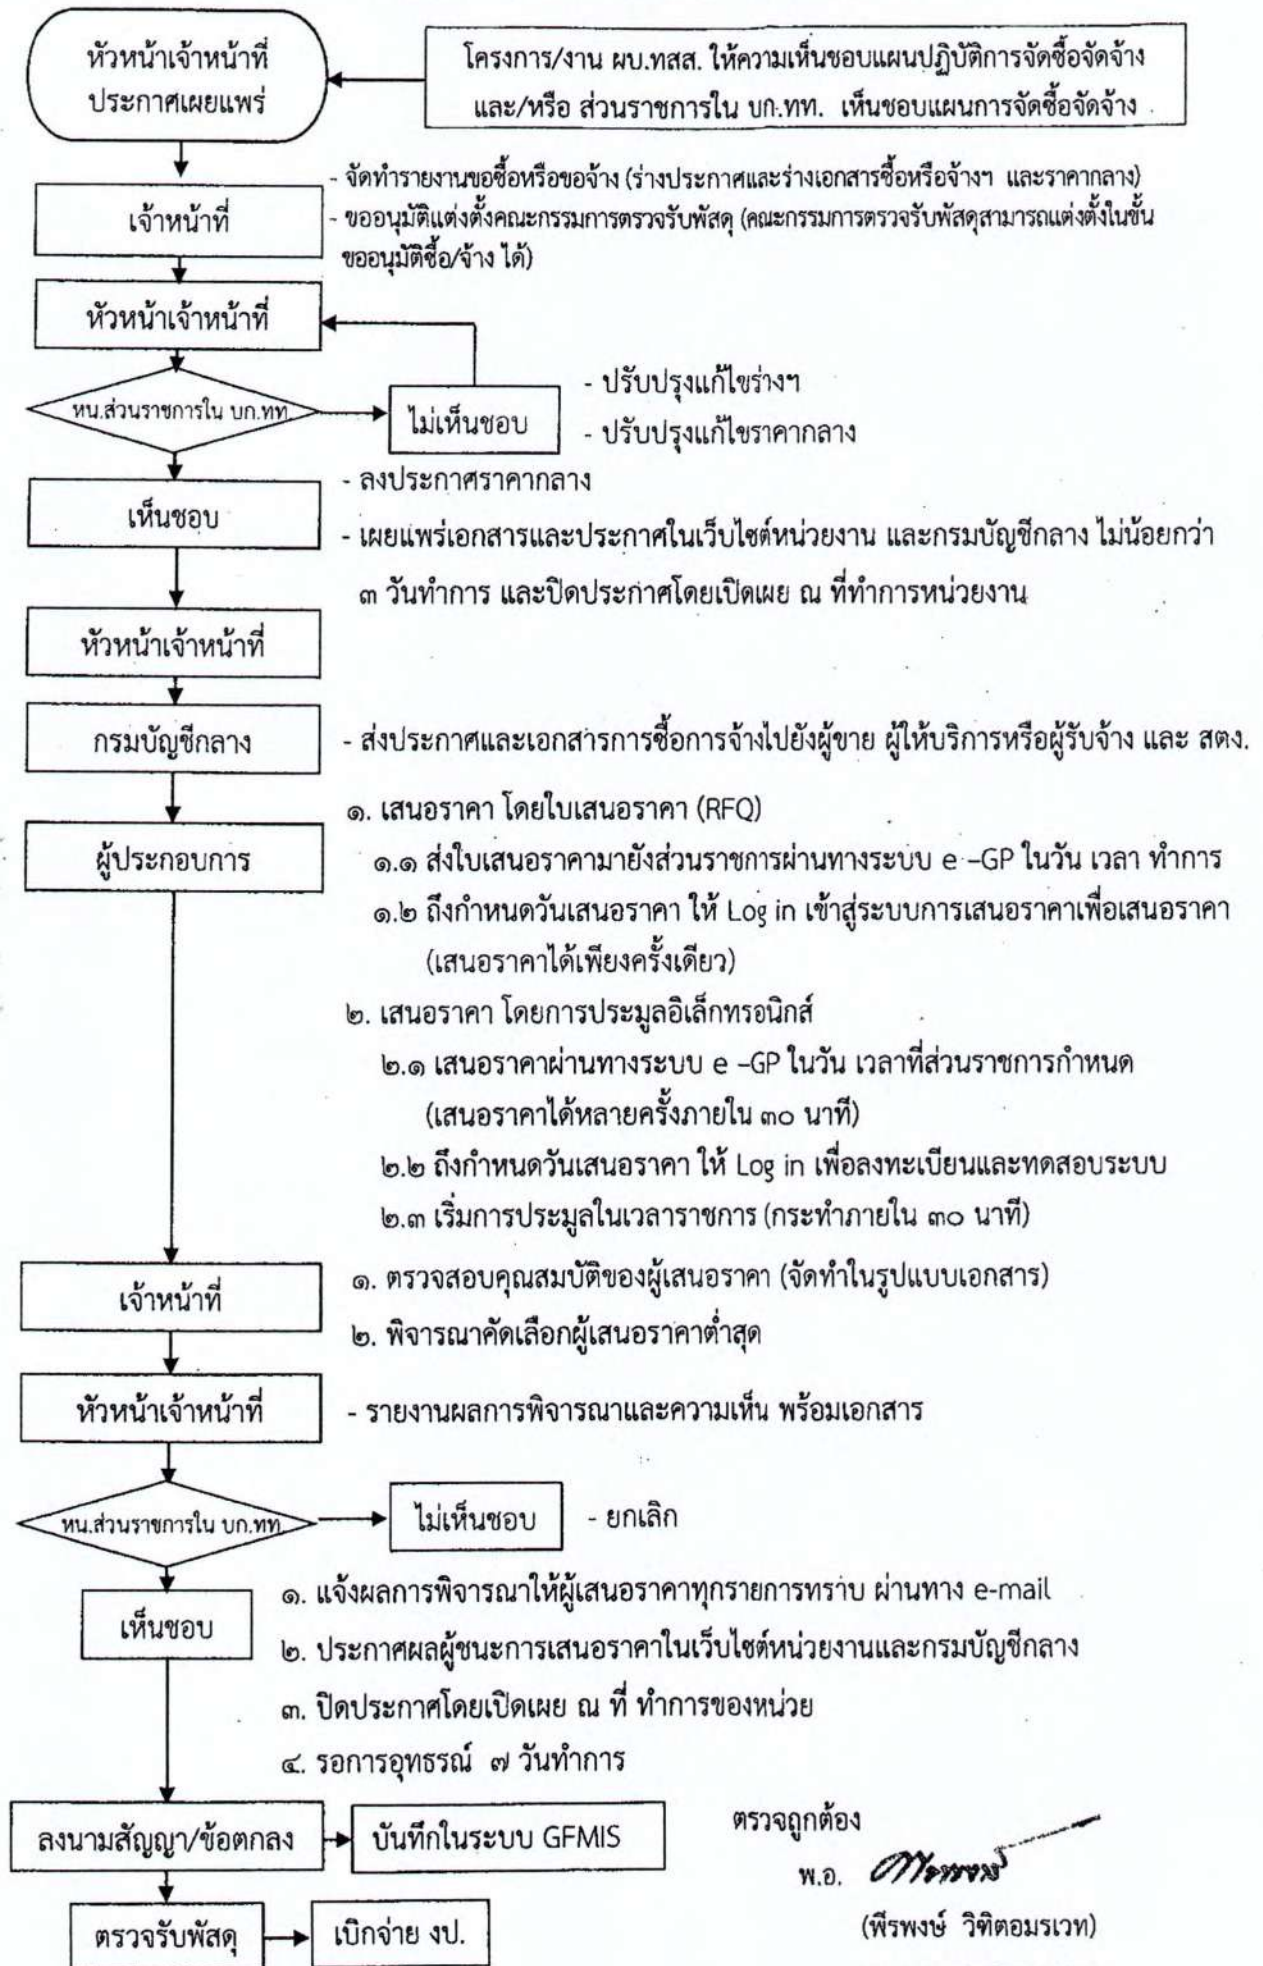 หัวหน้าเจ้าหน้าที่
ประกาศเผยแพร่
โครงการ/งาน ผบ.ทสส. ให้ความเห็นชอบแผนปฏิบัติการจัดซื้อจัดจ้าง
และ/หรือ ส่วนราชการใน บก.ทท. เห็นชอบแผนการจัดซื้อจัดจ้าง
เจ้าหน้าที่
- จัดทำรายงานขอซื้อหรือขอจ้าง (ร่างประกาศและร่างเอกสารซื้อหรือจ้างฯ และราคากลาง)
- ขออนุมัติแต่งตั้งคณะกรรมการตรวจรับพัสดุ (คณะกรรมการตรวจรับพัสดุสามารถแต่งตั้งในขั้น
ขออนุมัติซื้อ/จ้าง ได้)
หัวหน้าเจ้าหน้าที่
หน.ส่วนราชการใน บก.ทท.
ไม่เห็นชอบ
- ปรับปรุงแก้ไขร่างฯ
- ปรับปรุงแก้ไขราคากลาง
เห็นชอบ
- ลงประกาศราคากลาง
- เผยแพร่เอกสารและประกาศในเว็บไซต์หน่วยงาน และกรมบัญชีกลาง ไม่น้อยกว่า
๓ วันทำการ และปิดประกาศโดยเปิดเผย ณ ที่ทำการหน่วยงาน
หัวหน้าเจ้าหน้าที่
กรมบัญชีกลาง
- ส่งประกาศและเอกสารการซื้อการจ้างไปยังผู้ขาย ผู้ให้บริการหรือผู้รับจ้าง และ สตง.
ผู้ประกอบการ
๑. เสนอราคา โดยใบเสนอราคา (RFQ)
๑.๑ ส่งใบเสนอราคามายังส่วนราชการผ่านทางระบบ e –GP ในวัน เวลา ทำการ
๑.๒ ถึงกำหนดวันเสนอราคา ให้ Log in เข้าสู่ระบบการเสนอราคาเพื่อเสนอราคา
(เสนอราคาได้เพียงครั้งเดียว)
๒. เสนอราคา โดยการประมูลอิเล็กทรอนิกส์
๒.๑ เสนอราคาผ่านทางระบบ e –GP ในวัน เวลาที่ส่วนราชการกำหนด
(เสนอราคาได้หลายครั้งภายใน ๓๐ นาที)
๒.๒ ถึงกำหนดวันเสนอราคา ให้ Log in เพื่อลงทะเบียนและทดสอบระบบ
๒.๓ เริ่มการประมูลในเวลาราชการ (กระทำภายใน ๓๐ นาที)
เจ้าหน้าที่
๑. ตรวจสอบคุณสมบัติของผู้เสนอราคา (จัดทำในรูปแบบเอกสาร)
๒. พิจารณาคัดเลือกผู้เสนอราคาต่ำสุด
หัวหน้าเจ้าหน้าที่
- รายงานผลการพิจารณาและความเห็น พร้อมเอกสาร
หน.ส่วนราชการใน บก.ทท.
ไม่เห็นชอบ
- ยกเลิก
เห็นชอบ
๑. แจ้งผลการพิจารณาให้ผู้เสนอราคาทุกรายการทราบ ผ่านทาง e-mail
๒. ประกาศผลผู้ชนะการเสนอราคาในเว็บไซต์หน่วยงานและกรมบัญชีกลาง
๓. ปิดประกาศโดยเปิดเผย ณ ที่ ทำการของหน่วย
๔. รอการอุทธรณ์ ๗ วันทำการ
ลงนามสัญญา/ข้อตกลง
บันทึกในระบบ GFMIS
ตรวจถูกต้อง
พ.อ.
ตรวจรับพัสดุ
เบิกจ่าย งป.
(พีรพงษ์ วิฑิตอมรเวท)